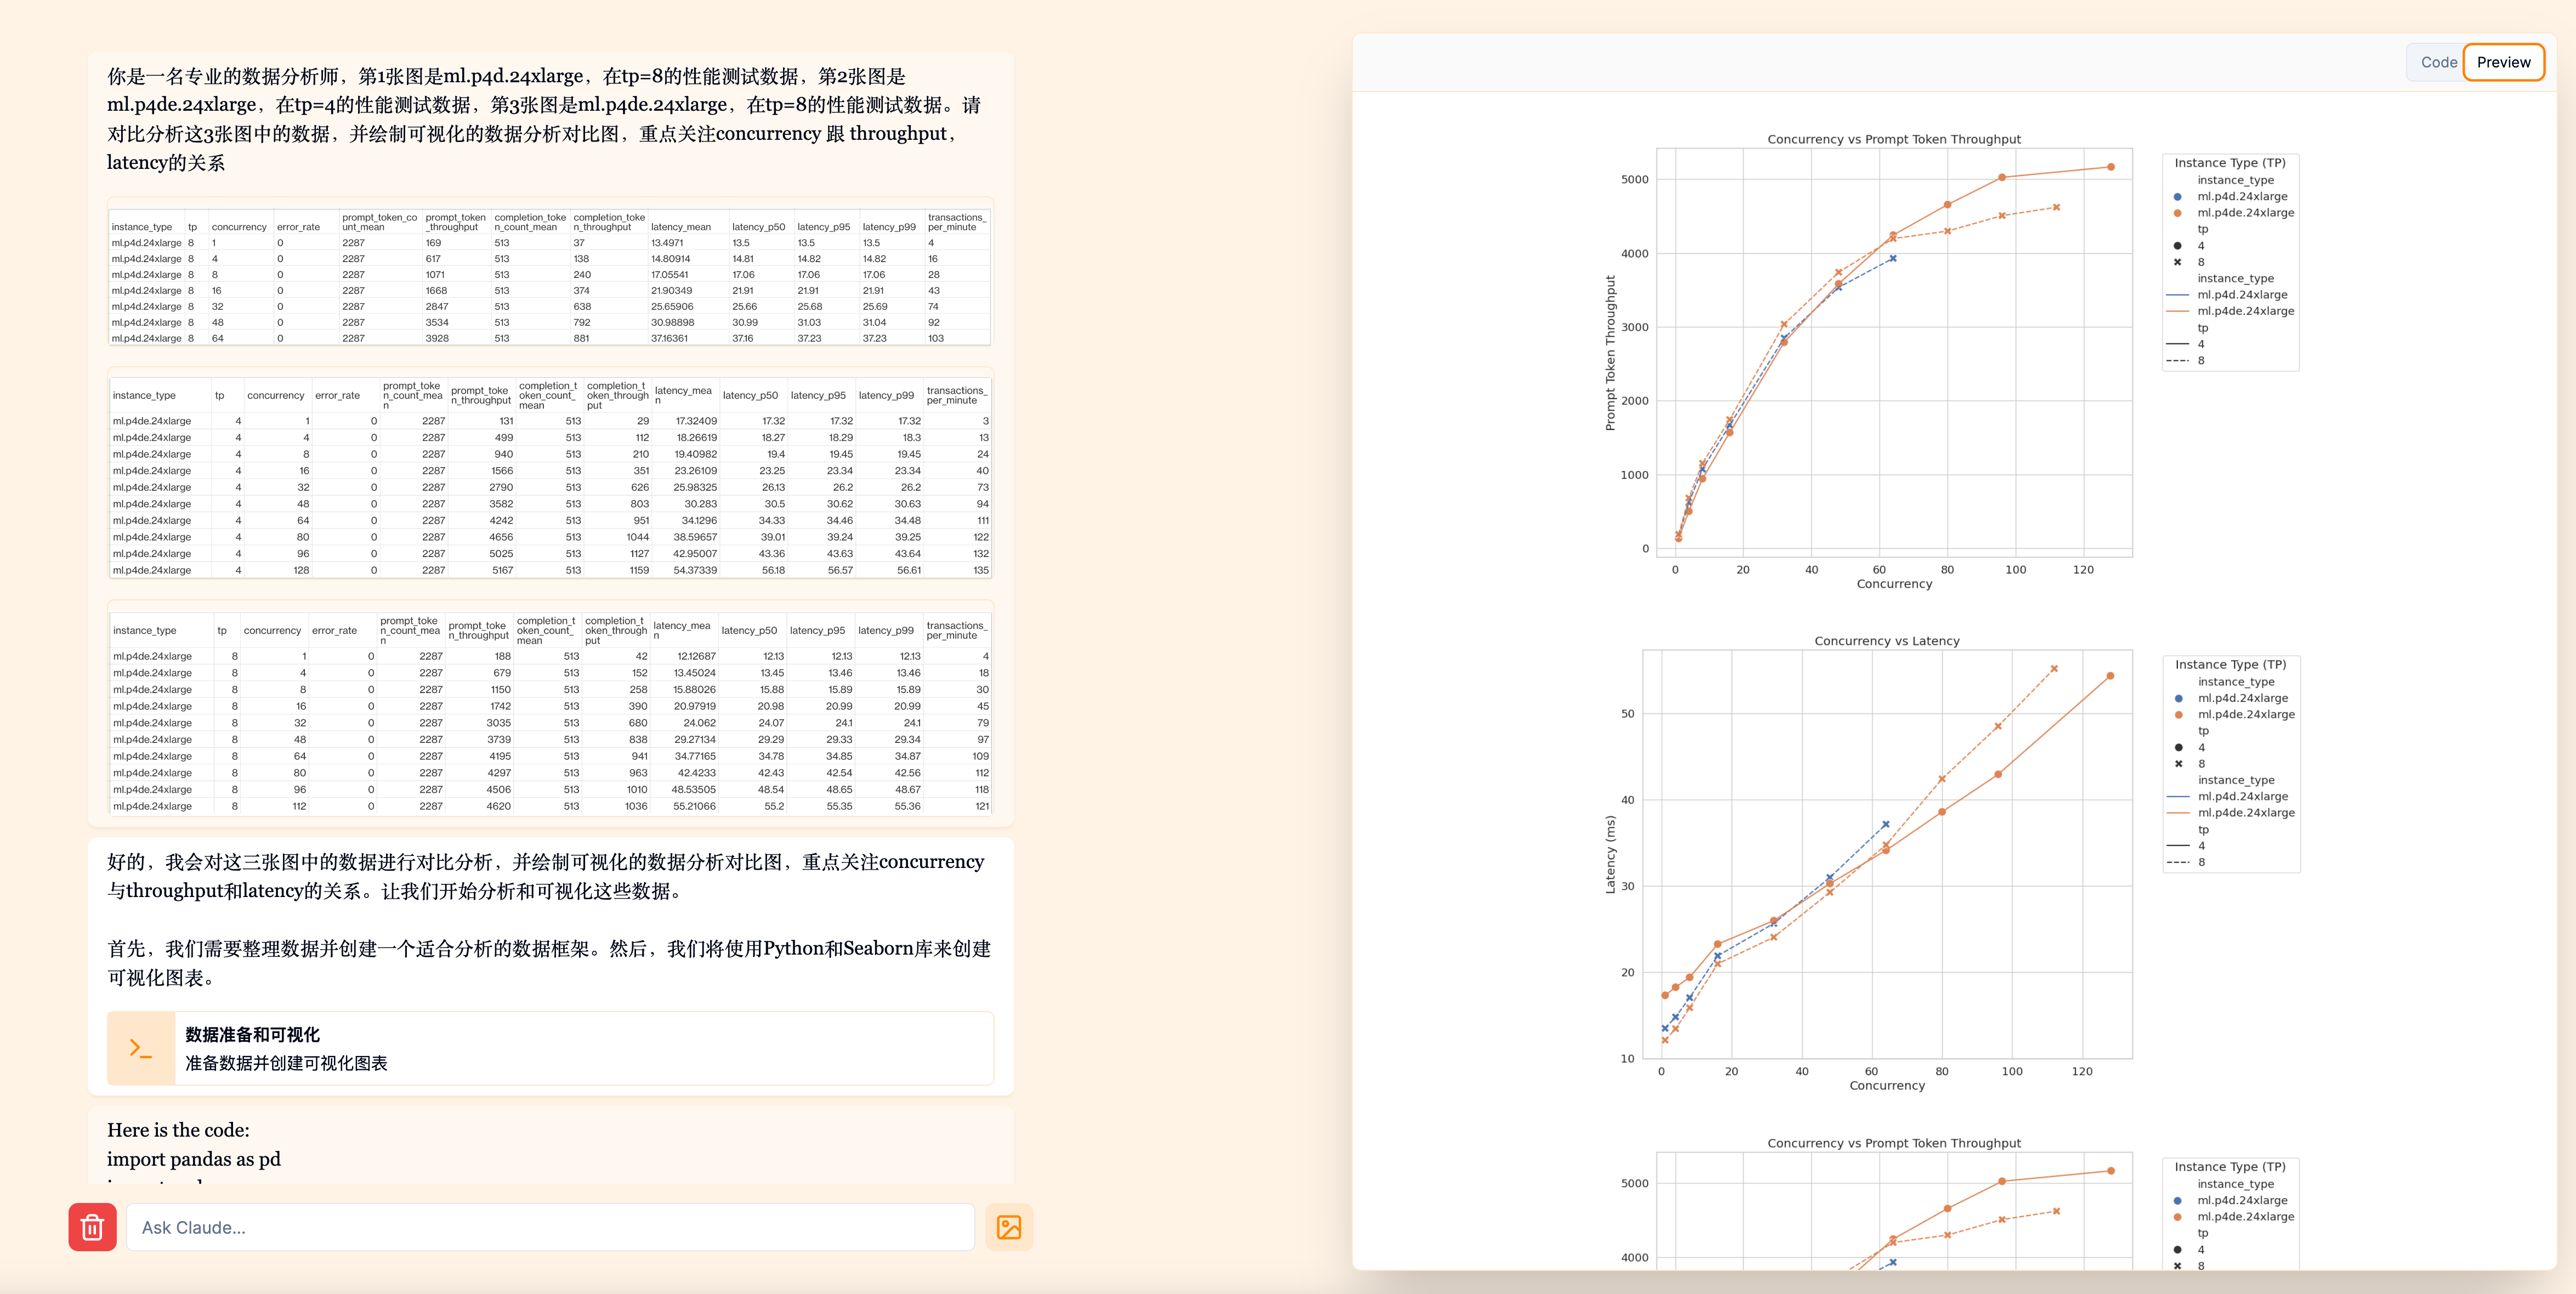 你是一名专业的数据分析师，第1张图是ml.p4d.24xlarge，在tp=8的性能测试数据，第2张图是
ml.p4de.24xlarge，在tp=4的性能测试数据，第3张图是ml.p4de.24xlarge，在tp=8的性能测试数据。请
对比分析这3张图中的数据，并绘制可视化的数据分析对比图，重点关注concurrency 跟 throughput，
latency的关系
instance_type tp concurrency error_rate prompt_token_count_mean prompt_token_throughput completion_token_count_mean completion_token_throughput latency_mean latency_p50 latency_p95 latency_p99 transactions_per_minute
ml.p4d.24xlarge 8 1 0 2287 169 513 37 13.4971 13.5 13.5 13.5 4
ml.p4d.24xlarge 8 4 0 2287 617 513 138 14.80914 14.81 14.82 14.82 16
ml.p4d.24xlarge 8 8 0 2287 1071 513 240 17.05541 17.06 17.06 17.06 28
ml.p4d.24xlarge 8 16 0 2287 1668 513 374 21.90349 21.91 21.91 21.91 43
ml.p4d.24xlarge 8 32 0 2287 2847 513 638 25.65906 25.66 25.68 25.69 74
ml.p4d.24xlarge 8 48 0 2287 3534 513 792 30.98898 30.99 31.03 31.04 92
ml.p4d.24xlarge 8 64 0 2287 3928 513 881 37.16361 37.16 37.23 37.23 103
instance_type tp concurrency error_rate prompt_token_count_mean prompt_token_throughput completion_token_count_mean completion_token_throughput latency_mean latency_p50 latency_p95 latency_p99 transactions_per_minute
ml.p4de.24xlarge 4 1 0 2287 131 513 29 17.32409 17.32 17.32 17.32 3
ml.p4de.24xlarge 4 4 0 2287 499 513 112 18.26619 18.27 18.29 18.3 13
ml.p4de.24xlarge 4 8 0 2287 940 513 210 19.40982 19.4 19.45 19.45 24
ml.p4de.24xlarge 4 16 0 2287 1566 513 351 23.26109 23.25 23.34 23.34 40
ml.p4de.24xlarge 4 32 0 2287 2790 513 626 25.98325 26.13 26.2 26.2 73
ml.p4de.24xlarge 4 48 0 2287 3582 513 803 30.283 30.5 30.62 30.63 94
ml.p4de.24xlarge 4 64 0 2287 4242 513 951 34.1296 34.33 34.46 34.48 111
ml.p4de.24xlarge 4 80 0 2287 4656 513 1044 38.59657 39.01 39.24 39.25 122
ml.p4de.24xlarge 4 96 0 2287 5025 513 1127 42.95007 43.36 43.63 43.64 132
ml.p4de.24xlarge 4 128 0 2287 5167 513 1159 54.37339 56.18 56.57 56.61 135
instance_type tp concurrency error_rate prompt_token_count_mean prompt_token_throughput completion_token_count_mean completion_token_throughput latency_mean latency_p50 latency_p95 latency_p99 transactions_per_minute
ml.p4de.24xlarge 8 1 0 2287 188 513 42 12.12687 12.13 12.13 12.13 4
ml.p4de.24xlarge 8 4 0 2287 679 513 152 13.45024 13.45 13.46 13.46 18
ml.p4de.24xlarge 8 8 0 2287 1150 513 258 15.88026 15.88 15.89 15.89 30
ml.p4de.24xlarge 8 16 0 2287 1742 513 390 20.97919 20.98 20.99 20.99 45
ml.p4de.24xlarge 8 32 0 2287 3035 513 680 24.062 24.07 24.1 24.1 79
ml.p4de.24xlarge 8 48 0 2287 3739 513 838 29.27134 29.29 29.33 29.34 97
ml.p4de.24xlarge 8 64 0 2287 4195 513 941 34.77165 34.78 34.85 34.87 109
ml.p4de.24xlarge 8 80 0 2287 4297 513 963 42.4233 42.43 42.54 42.56 112
ml.p4de.24xlarge 8 96 0 2287 4506 513 1010 48.53505 48.54 48.65 48.67 118
ml.p4de.24xlarge 8 112 0 2287 4620 513 1036 55.21066 55.2 55.35 55.36 121
好的，我会对这三张图中的数据进行对比分析，并绘制可视化的数据分析对比图，重点关注concurrency
与throughput和latency的关系。让我们开始分析和可视化这些数据。
首先，我们需要整理数据并创建一个适合分析的数据框架。然后，我们将使用Python和Seaborn库来创建
可视化图表。
数据准备和可视化
准备数据并创建可视化图表
Here is the code:
import pandas as pd
Ask Claude...
Code Preview
Concurrency vs Prompt Token Throughput
5000
4000
3000
2000
1000
0
Prompt Token Throughput
0 20 40 60 80 100 120
Concurrency
Instance Type (TP)
instance_type
ml.p4d.24xlarge
ml.p4de.24xlarge
tp
4
8
instance_type
ml.p4d.24xlarge
ml.p4de.24xlarge
tp
4
8
Concurrency vs Latency
50
40
30
20
10
Latency (ms)
0 20 40 60 80 100 120
Concurrency
Instance Type (TP)
instance_type
ml.p4d.24xlarge
ml.p4de.24xlarge
tp
4
8
instance_type
ml.p4d.24xlarge
ml.p4de.24xlarge
tp
4
8
Concurrency vs Prompt Token Throughput
5000
4000
Instance Type (TP)
instance_type
ml.p4d.24xlarge
ml.p4de.24xlarge
tp
4
8